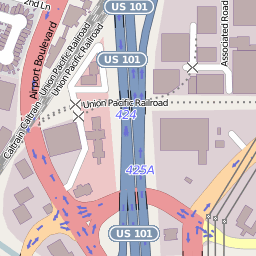 2nd Ln
US 101
Associated Road
Airport Boulevard
Union Pacific Railroad
Union Pacific Railroad
US 101
Union Pacific Railroad
424
Caltrain Caltrain
425A
US 101